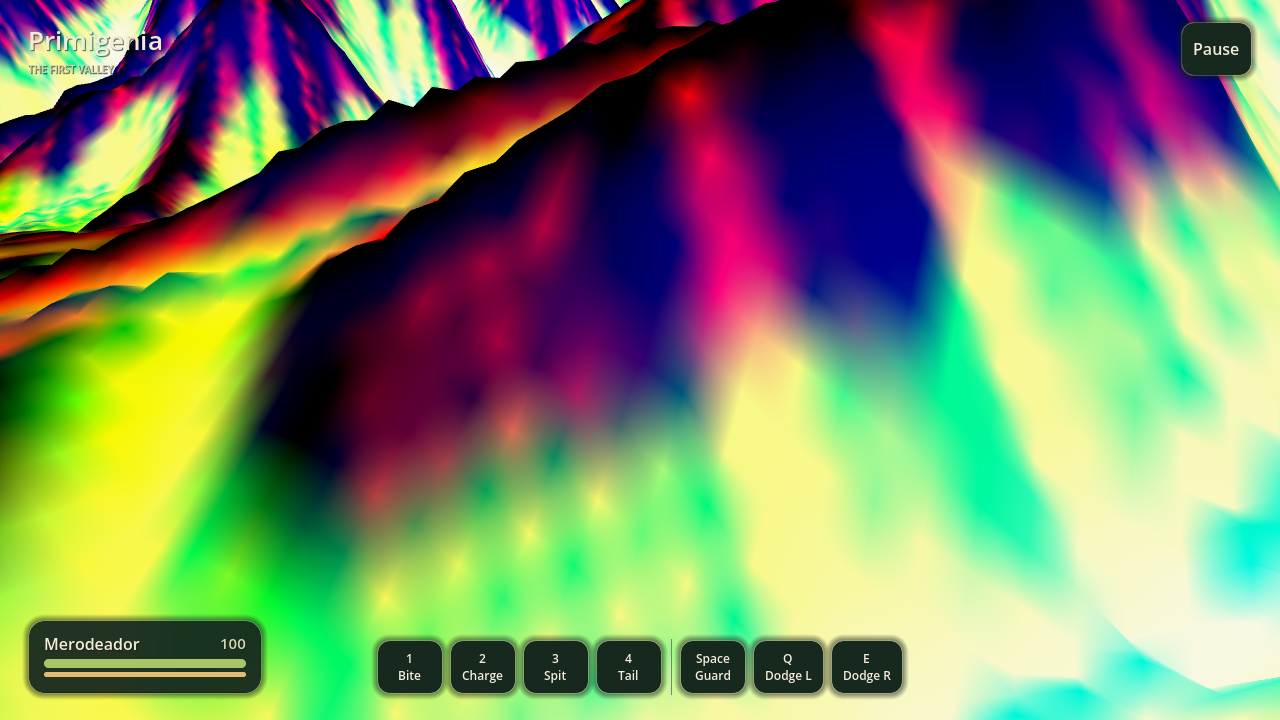 Primigenia
THE FIRST VALLEY
Pause
Merodeador 100
1
Bite
2
Charge
3
Spit
4
Tail
Space
Guard
Q
Dodge L
E
Dodge R